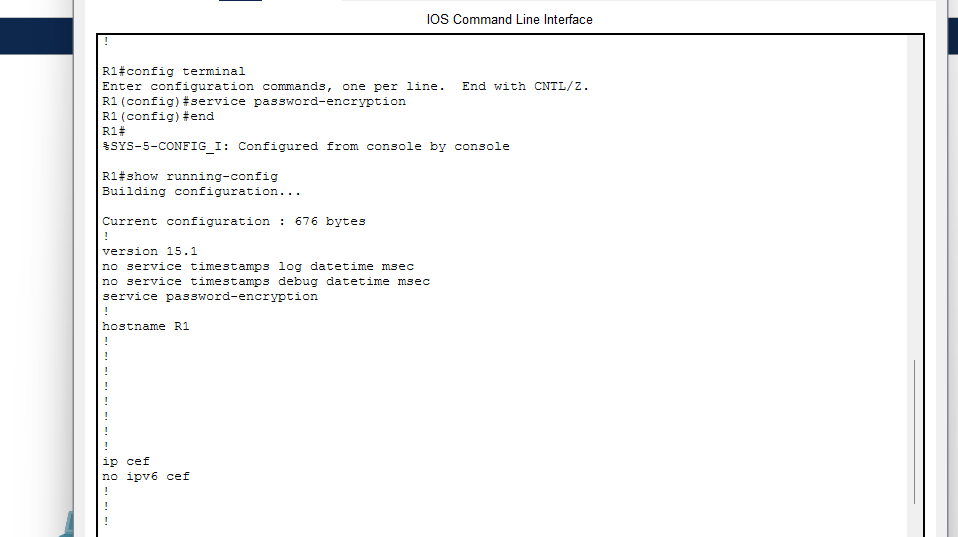 IOS Command Line Interface
!
R1#config terminal
Enter configuration commands, one per line.  End with CNTL/Z.
R1(config)#service password-encryption
R1(config)#end
R1#
%SYS-5-CONFIG_I: Configured from console by console
R1#show running-config
Building configuration...
Current configuration : 676 bytes
!
version 15.1
no service timestamps log datetime msec
no service timestamps debug datetime msec
service password-encryption
!
hostname R1
!
!
!
!
!
!
!
!
ip cef
no ipv6 cef
!
!
!